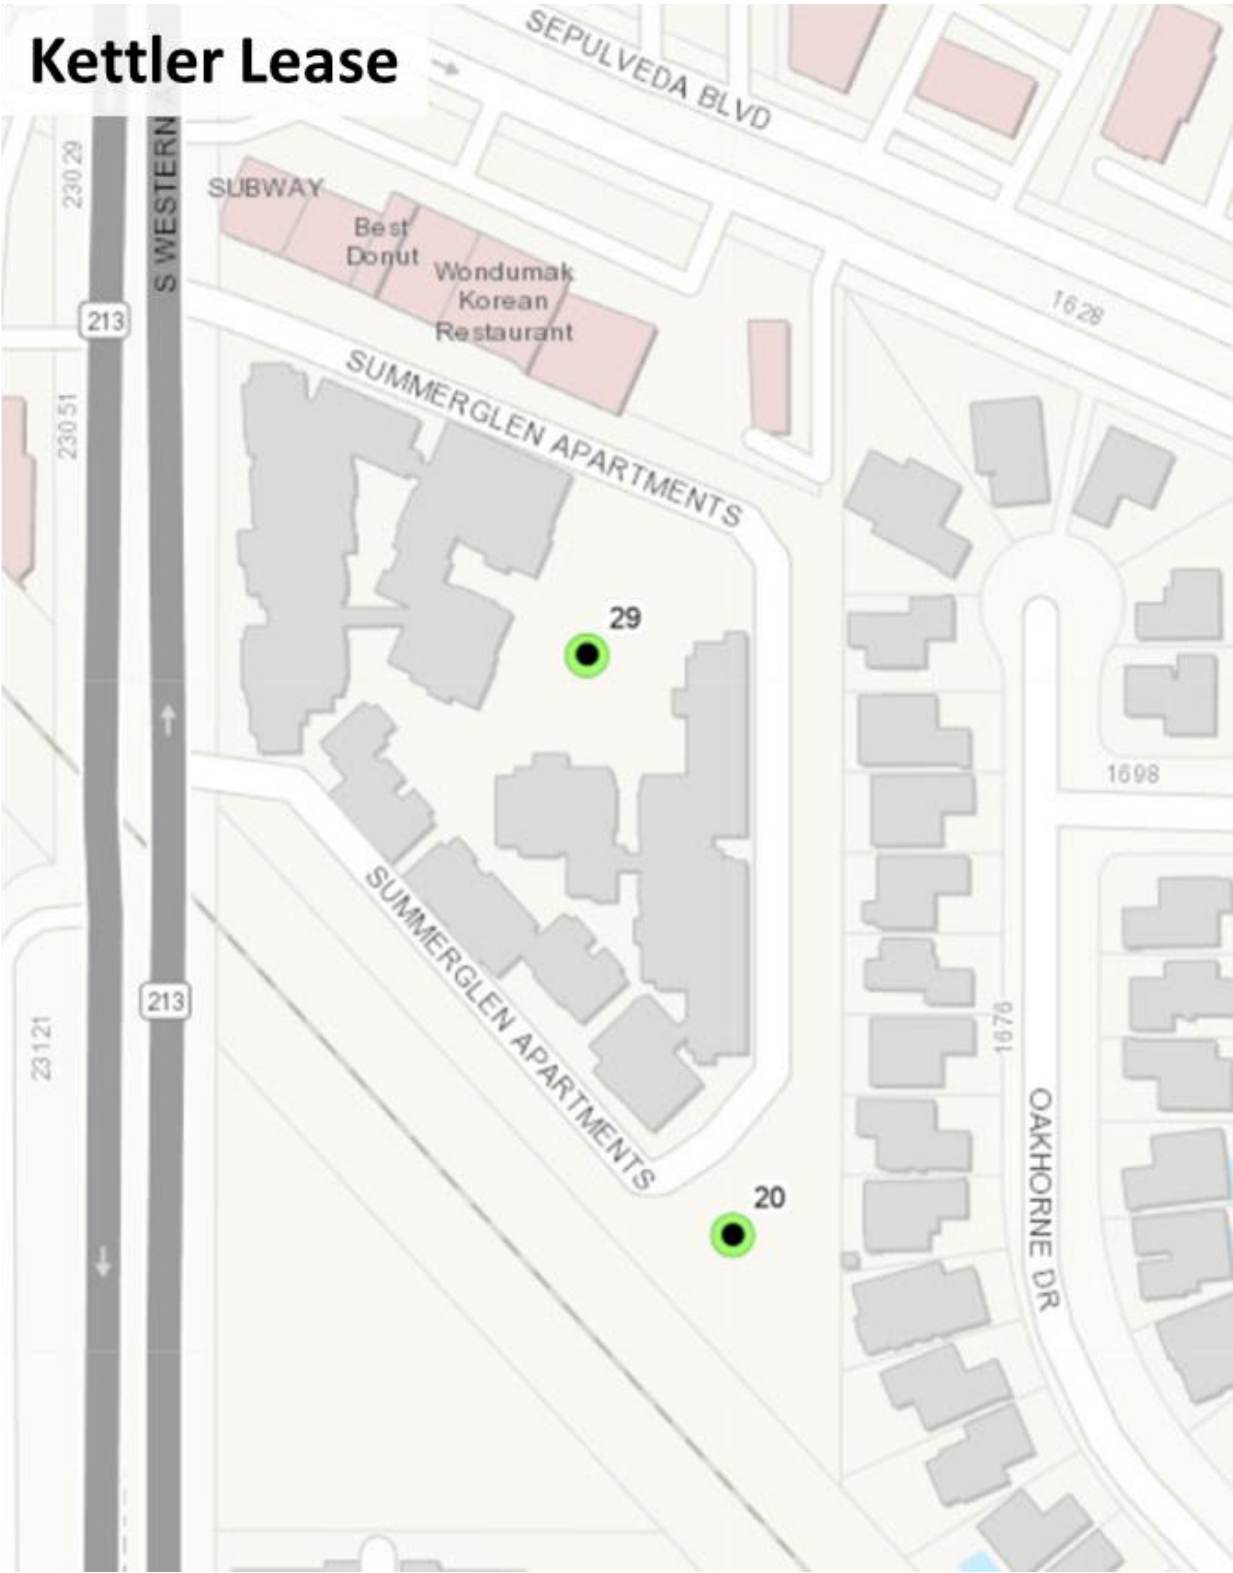 Kettler Lease
SEPULVEDA BLVD
S WESTERN
23029
SUBWAY
Best
Donut
Wondumak
Korean
Restaurant
1628
213
SUMMERGLEN APARTMENTS
23051
29
1698
SUMMERGLEN APARTMENTS
213
23121
1676
OAKHORNE DR
20